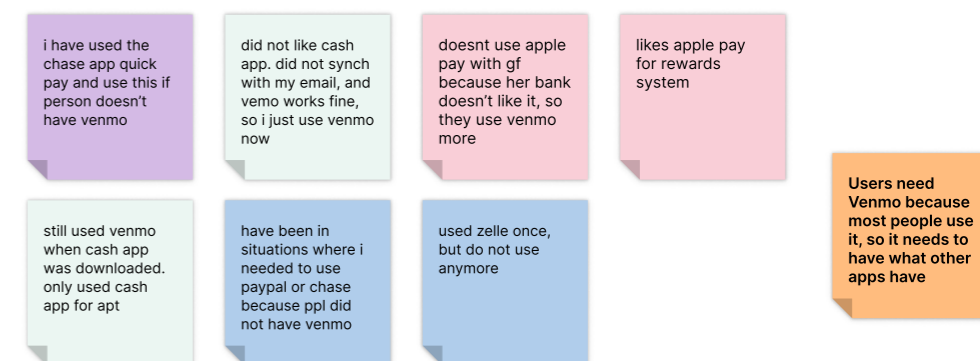 i have used the
chase app quick
pay and use this if
person doesn't
have venmo
did not like cash
app. did not synch
with my email, and
vemo works fine,
so i just use venmo
now
doesnt use apple
pay with gf
because her bank
doesn't like it, so
they use venmo
more
likes apple pay
for rewards
system
Users need
Venmo because
most people use
it, so it needs to
have what other
apps have
still used venmo
when cash app
was downloaded.
only used cash
app for apt
have been in
situations where i
needed to use
paypal or chase
because ppl did
not have venmo
used zelle once,
but do not use
anymore